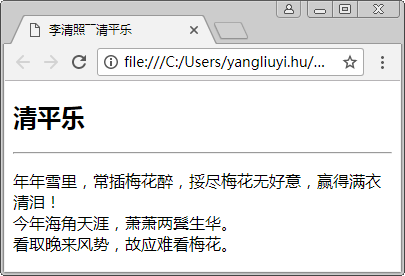 李清照￣￣清平乐
file:///C:/Users/yangliuyi.hu/...
清平乐
年年雪里，常插梅花醉，挼尽梅花无好意，赢得满衣
清泪！
今年海角天涯，萧萧两鬓生华。
看取晚来风势，故应难看梅花。